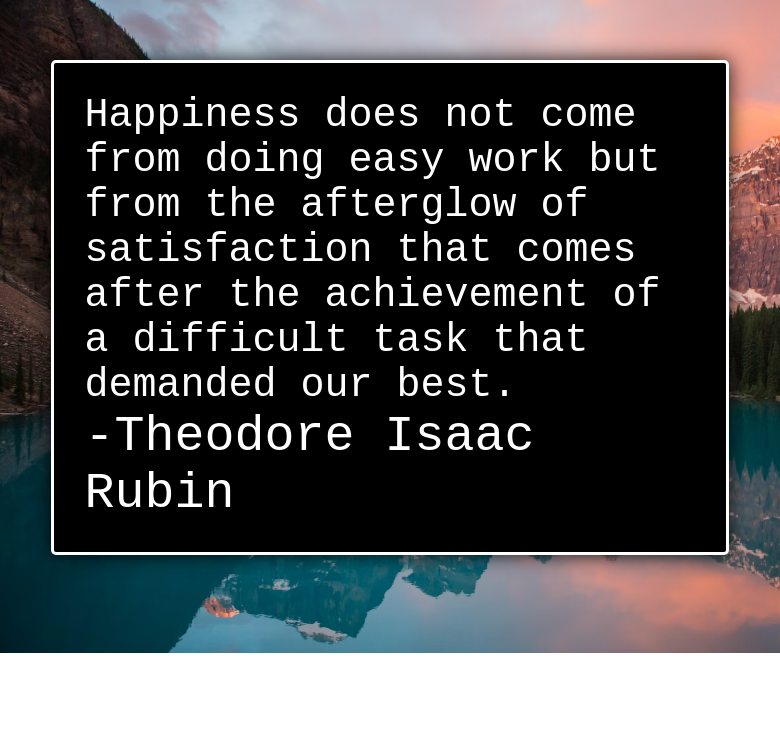 Happiness does not come
from doing easy work but
from the afterglow of
satisfaction that comes
after the achievement of
a difficult task that
demanded our best.
-Theodore Isaac
Rubin